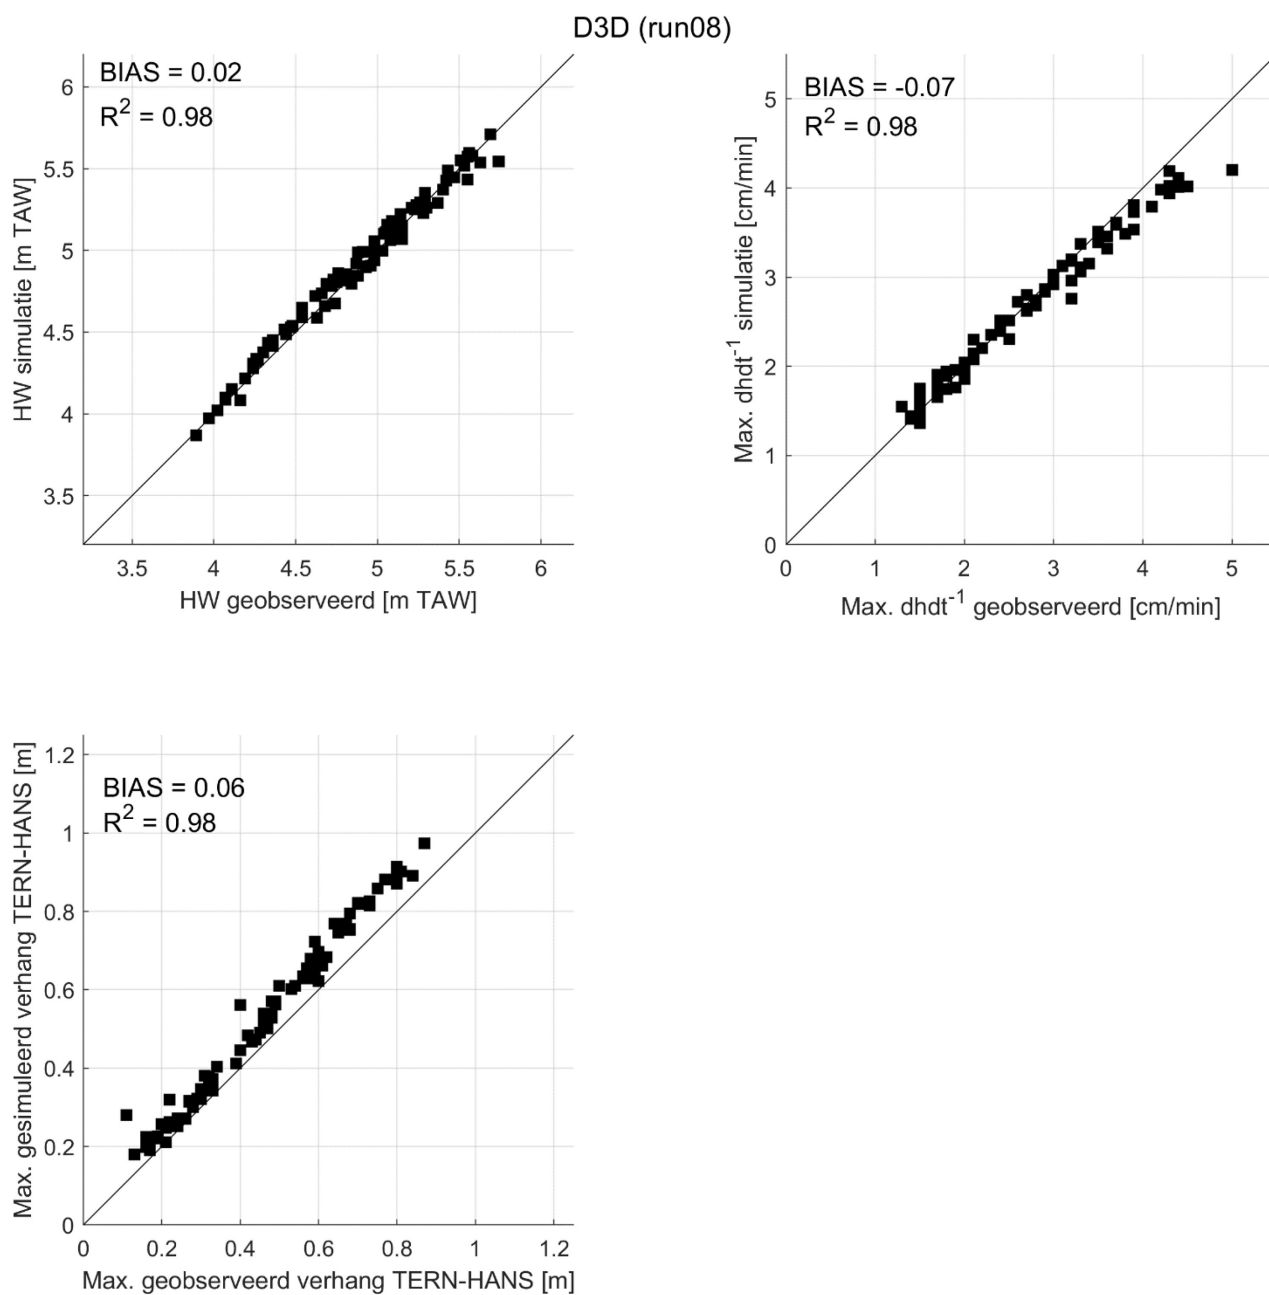 D3D (run08)
BIAS = 0.02
R² = 0.98
HW simulatie [m TAW]
6
5.5
5
4.5
4
3.5
3.5 4 4.5 5 5.5 6
HW geobserveerd [m TAW]
BIAS = -0.07
R² = 0.98
Max. dhdt⁻¹ simulatie [cm/min]
5
4
3
2
1
0
0 1 2 3 4 5
Max. dhdt⁻¹ geobserveerd [cm/min]
BIAS = 0.06
R² = 0.98
Max. gesimuleerd verhang TERN-HANS [m]
1.2
1
0.8
0.6
0.4
0.2
0
0 0.2 0.4 0.6 0.8 1 1.2
Max. geobserveerd verhang TERN-HANS [m]